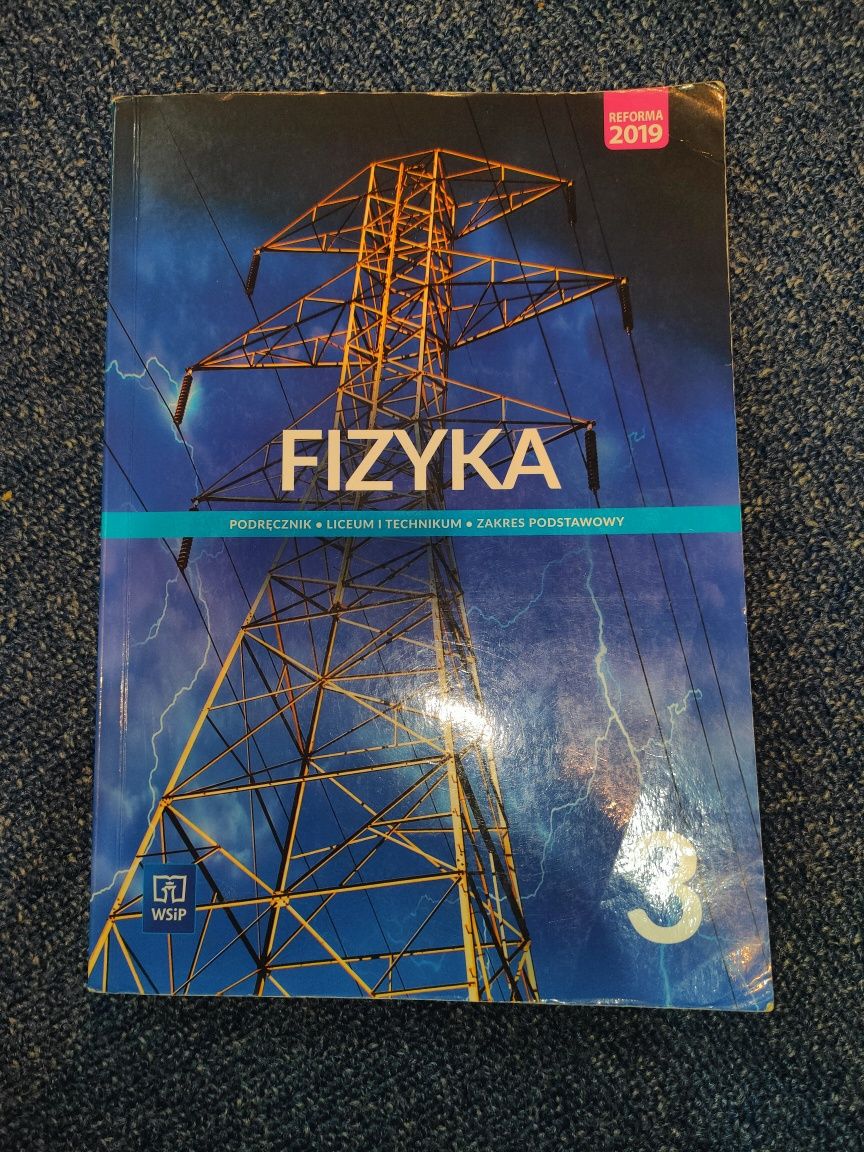 REFORMA
2019
FIZYKA
PODRĘCZNIK • LICEUM I TECHNIKUM • ZAKRES PODSTAWOWY
WSiP
3